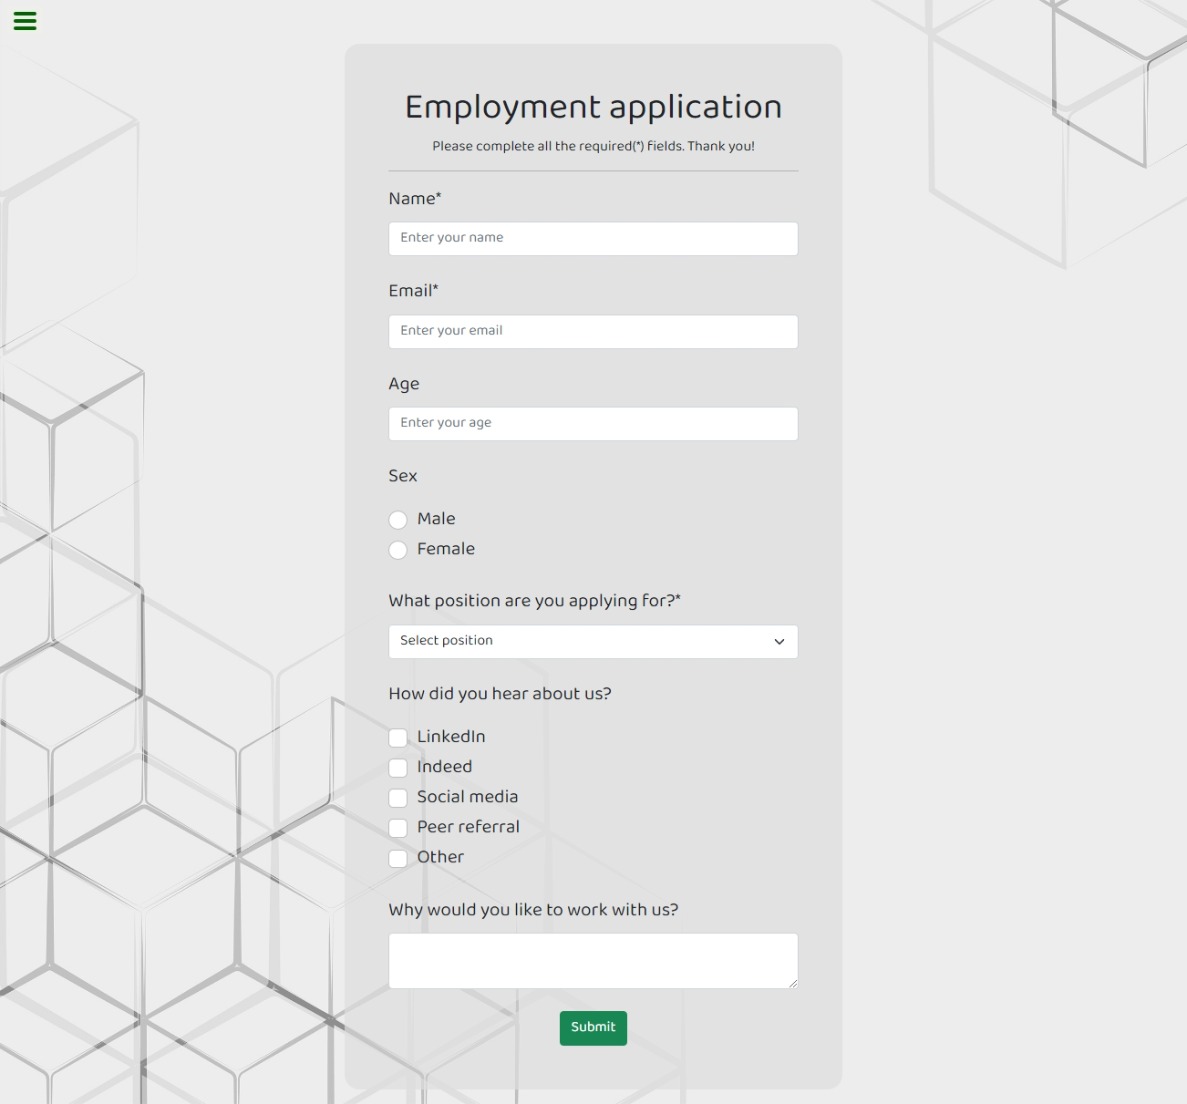 Employment application
Please complete all the required(*) fields. Thank you!
Name*
Enter your name
Email*
Enter your email
Age
Enter your age
Sex
Male
Female
What position are you applying for?*
Select position
How did you hear about us?
LinkedIn
Indeed
Social media
Peer referral
Other
Why would you like to work with us?
Submit